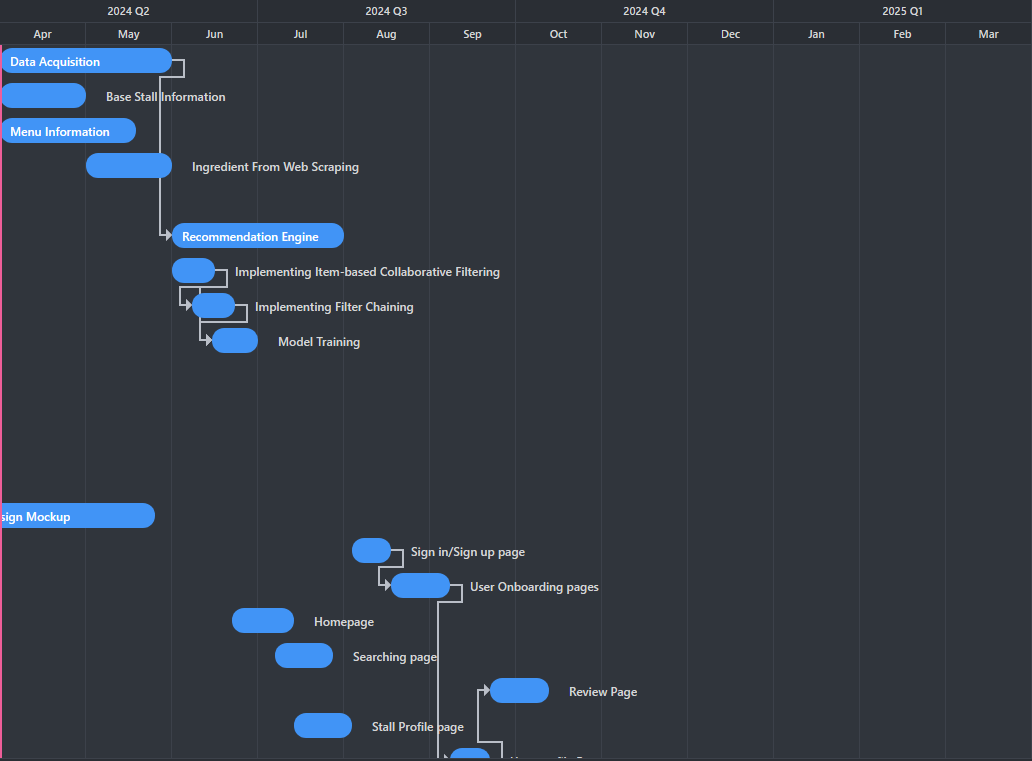 2024 Q2 2024 Q3 2024 Q4 2025 Q1
Apr May Jun Jul Aug Sep Oct Nov Dec Jan Feb Mar
Data Acquisition
Base Stall Information
Menu Information
Ingredient From Web Scraping
Recommendation Engine
Implementing Item-based Collaborative Filtering
Implementing Filter Chaining
Model Training
sign Mockup
Sign in/Sign up page
User Onboarding pages
Homepage
Searching page
Review Page
Stall Profile page